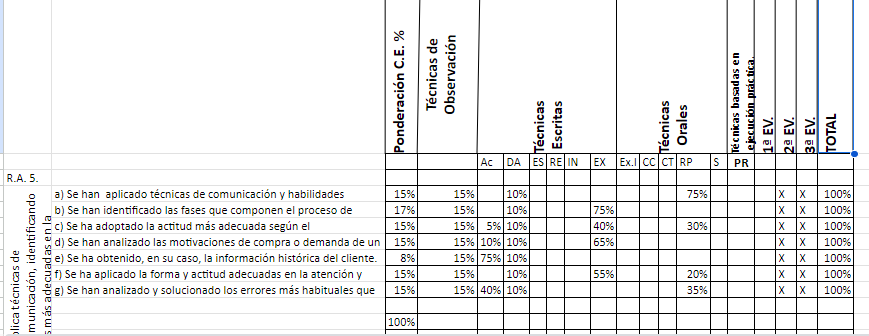 Ponderación C.E. %
Técnicas de
Observación
Técnicas
Escritas
Técnicas
Orales
Técnicas basadas en
ejecución práctica.
1ª EV.
2ª EV.
3ª EV.
TOTAL
Ac DA ES RE IN EX Ex.I CC CT RP S PR
R.A. 5.
a) Se han aplicado técnicas de comunicación y habilidades 15% 15% 10% 75% X X 100%
b) Se han identificado las fases que componen el proceso de 17% 15% 10% 75% X X 100%
c) Se ha adoptado la actitud más adecuada según el 15% 15% 5% 10% 40% 30% X X 100%
d) Se han analizado las motivaciones de compra o demanda de un 15% 15% 10% 10% 65% X X 100%
e) Se ha obtenido, en su caso, la información histórica del cliente. 8% 15% 75% 10% X X 100%
f) Se ha aplicado la forma y actitud adecuadas en la atención y 15% 15% 10% 55% 20% X X 100%
g) Se han analizado y solucionado los errores más habituales que 15% 15% 40% 10% 35% X X 100%
100%
plica técnicas de
municación, identificando
s más adecuadas en la